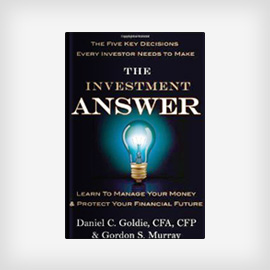 THE FIVE KEY DECISIONS
EVERY INVESTOR NEEDS TO MAKE
THE
INVESTMENT
ANSWER
LEARN TO MANAGE YOUR MONEY
& PROTECT YOUR FINANCIAL FUTURE
Daniel C. Goldie, CFA, CFP
& Gordon S. Murray